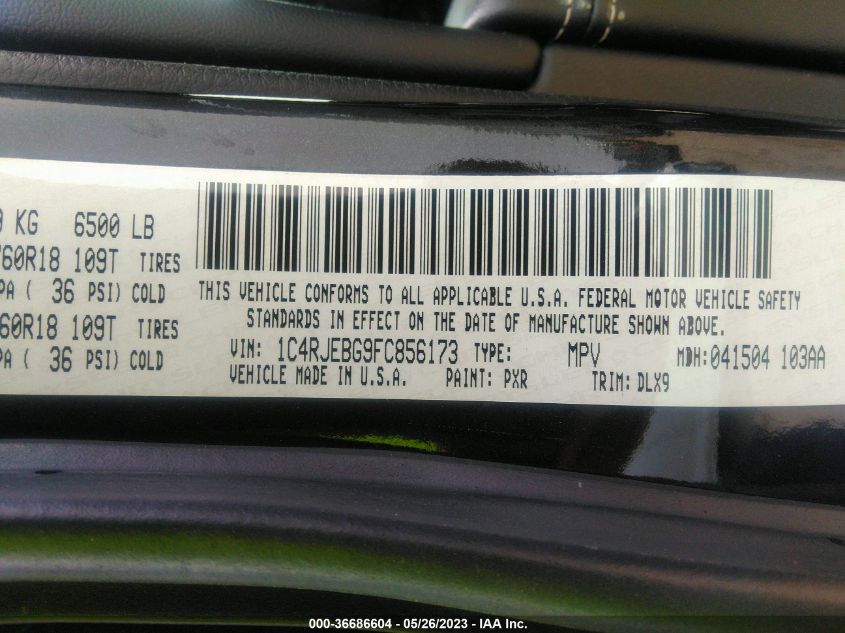 KG 6500 LB
60R18 109T TIRES
PA ( 36 PSI) COLD
60R18 109T TIRES
PA ( 36 PSI) COLD
THIS VEHICLE CONFORMS TO ALL APPLICABLE U.S.A. FEDERAL MOTOR VEHICLE SAFETY
STANDARDS IN EFFECT ON THE DATE OF MANUFACTURE SHOWN ABOVE.
VIN: 1C4RJEBG9FC856173 TYPE: MPV MDH:041504 103AA
VEHICLE MADE IN U.S.A. PAINT: PXR TRIM: DLX9
000-36686604 - 05/26/2023 - IAA Inc.